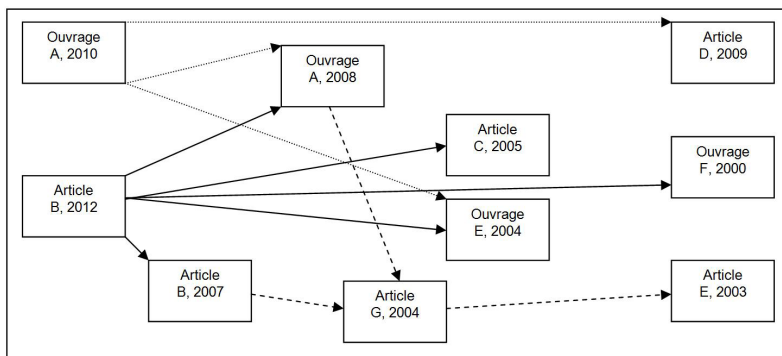 Ouvrage
A, 2010
Ouvrage
A, 2008
Article
D, 2009
Article
C, 2005
Ouvrage
F, 2000
Article
B, 2012
Ouvrage
E, 2004
Article
B, 2007
Article
G, 2004
Article
E, 2003